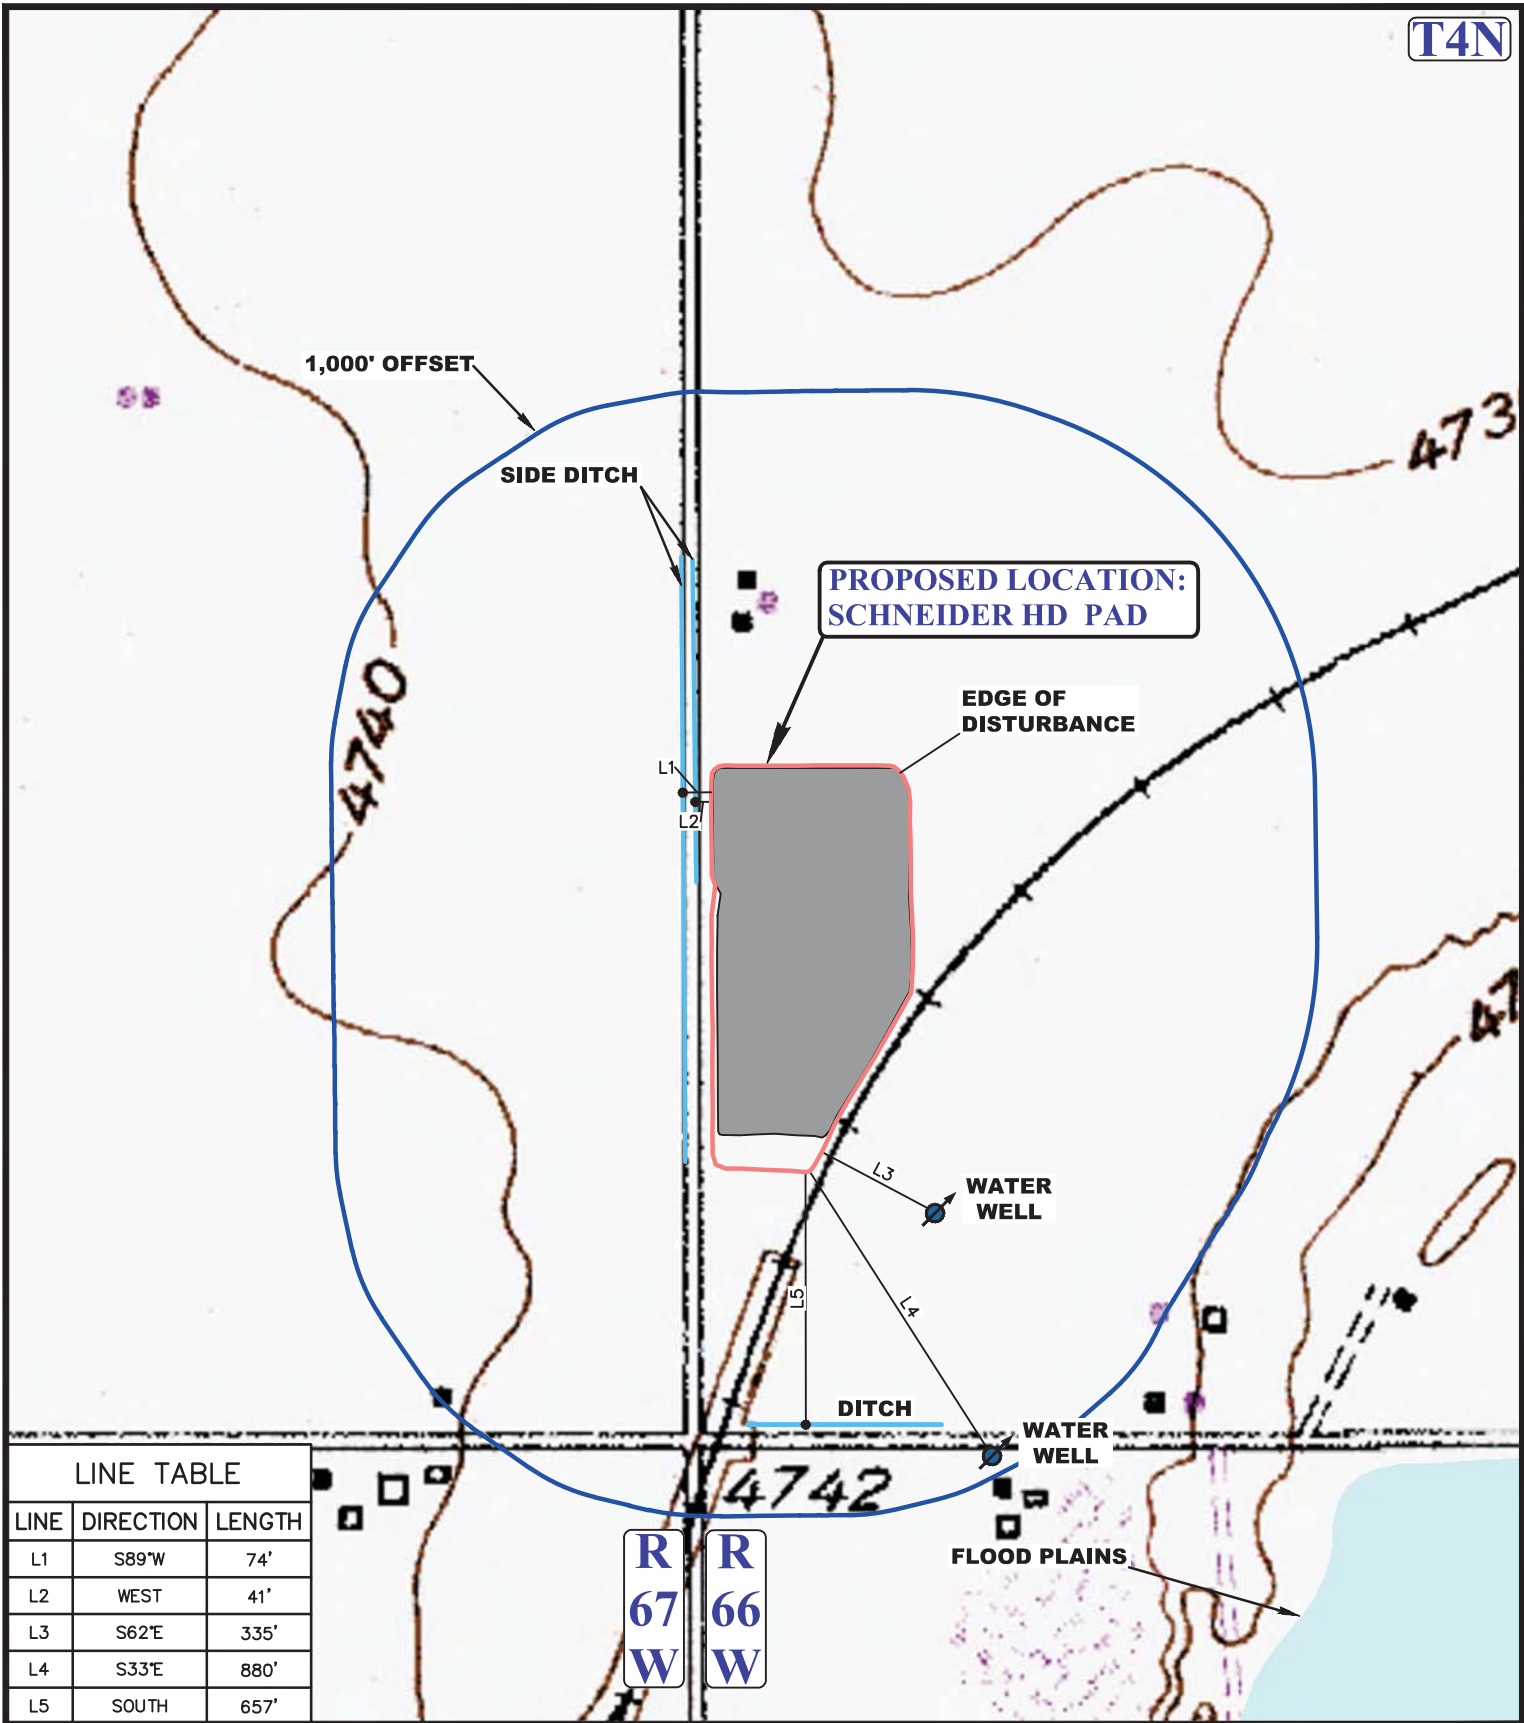 T4N
1,000' OFFSET
473
SIDE DITCH
PROPOSED LOCATION:
SCHNEIDER HD PAD
4740
EDGE OF
DISTURBANCE
L1
L2
47
L3
WATER
WELL
L5
L4
DITCH
WATER
WELL
4742
LINE TABLE
LINE DIRECTION LENGTH
L1 S89°W 74'
L2 WEST 41'
L3 S62°E 335'
L4 S33°E 880'
L5 SOUTH 657'
R
67
W
R
66
W
FLOOD PLAINS